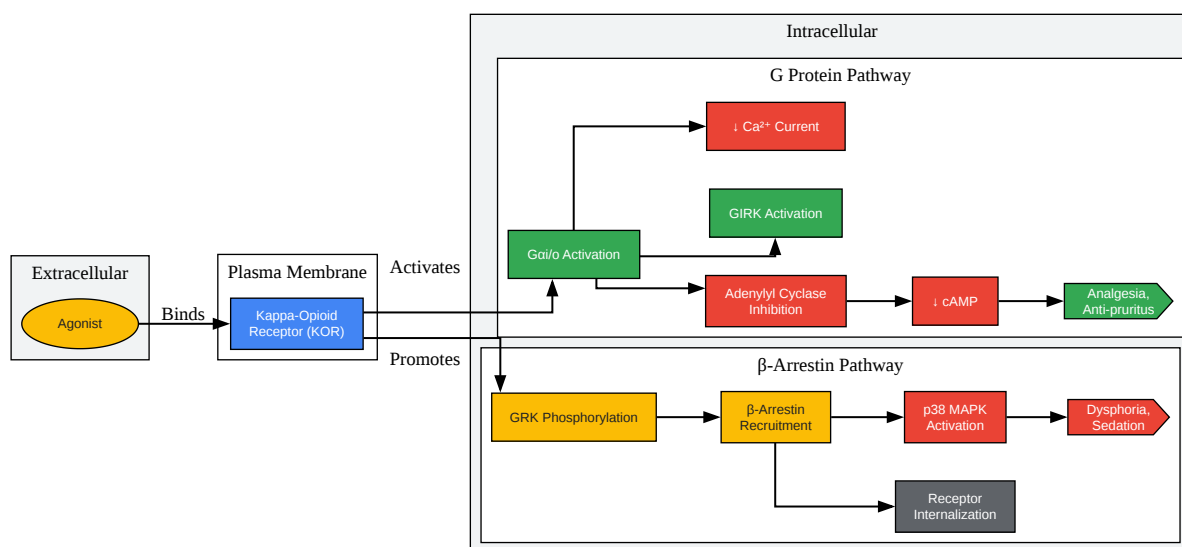 Intracellular
G Protein Pathway
↓ Ca²⁺ Current
GIRK Activation
Gαi/o Activation
Extracellular
Plasma Membrane
Activates
Adenylyl Cyclase
Inhibition
↓ cAMP
Analgesia,
Anti-pruritus
Agonist
Binds
Kappa-Opioid
Receptor (KOR)
Promotes
β-Arrestin Pathway
GRK Phosphorylation
β-Arrestin
Recruitment
p38 MAPK
Activation
Dysphoria,
Sedation
Receptor
Internalization